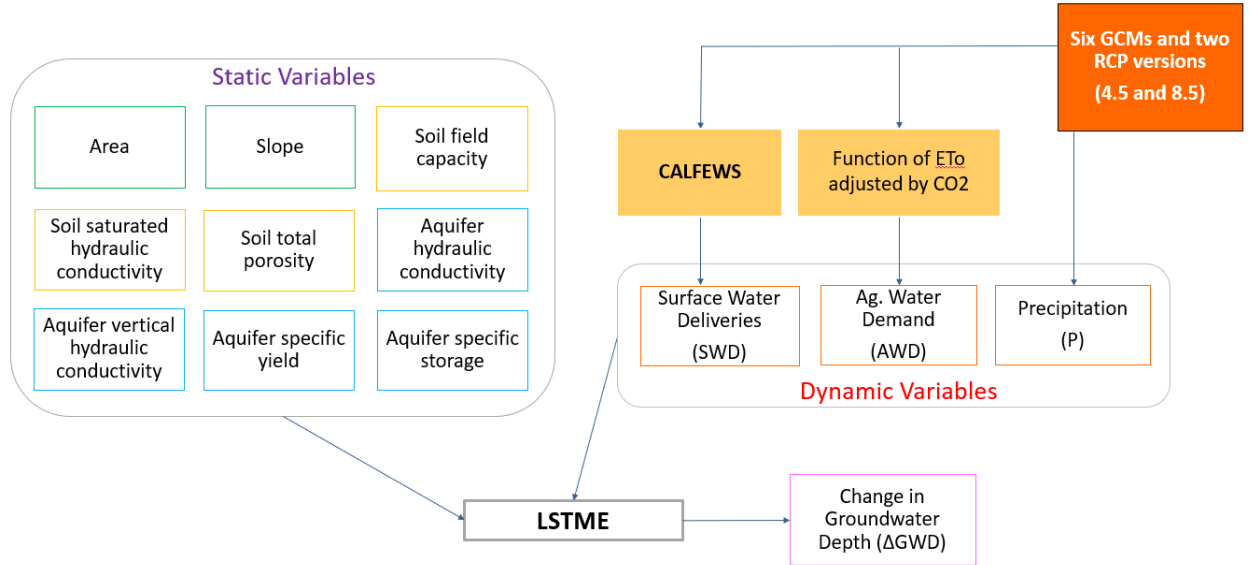 Static Variables
Area
Slope
Soil field
capacity
Soil saturated
hydraulic
conductivity
Soil total
porosity
Aquifer
hydraulic
conductivity
Aquifer vertical
hydraulic
conductivity
Aquifer specific
yield
Aquifer specific
storage
Six GCMs and two
RCP versions
(4.5 and 8.5)
CALFEWS
Function of ETo
adjusted by CO2
Surface Water
Deliveries
(SWD)
Ag. Water
Demand
(AWD)
Precipitation
(P)
Dynamic Variables
LSTME
Change in
Groundwater
Depth (ΔGWD)